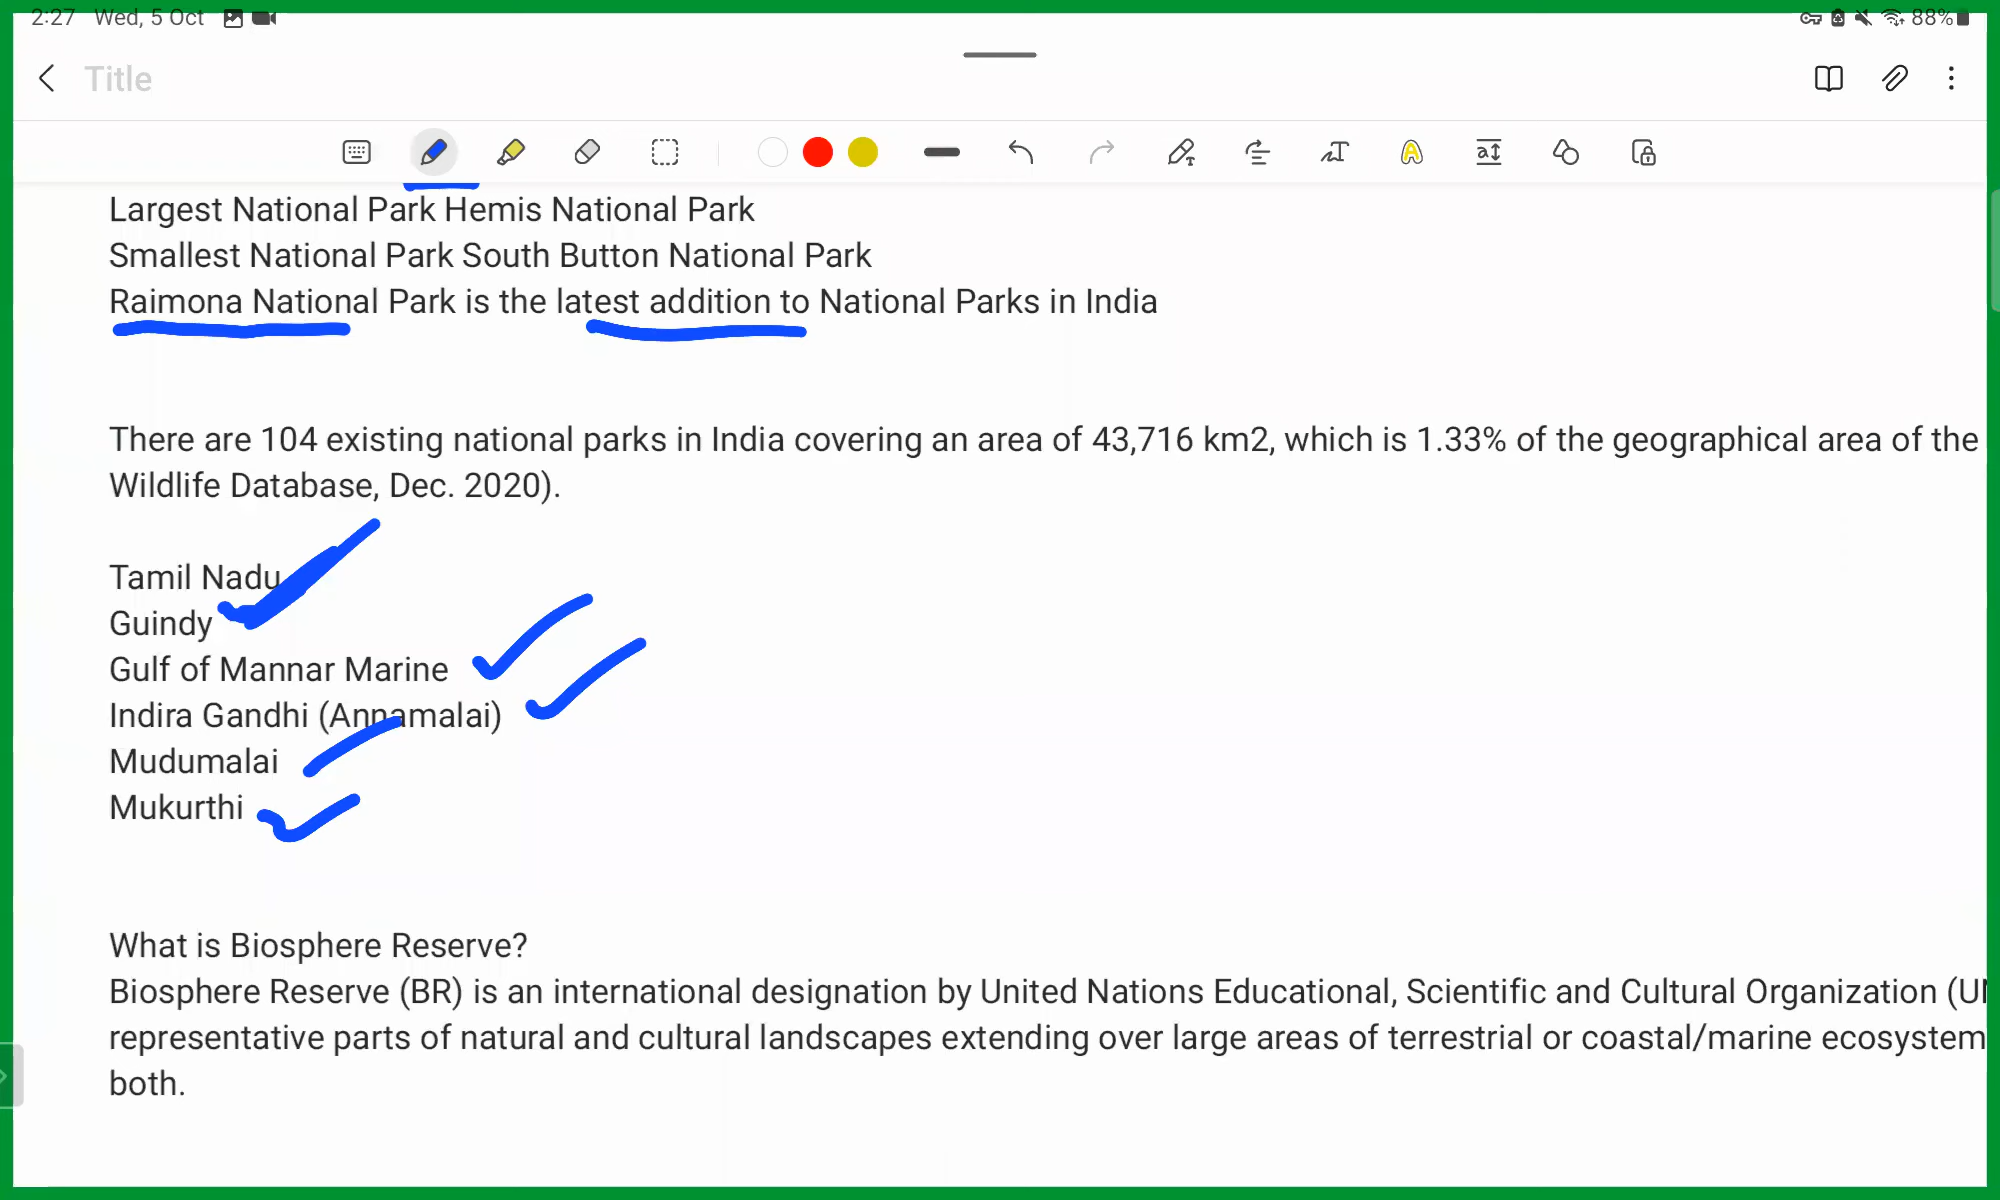 2:27 Wed, 5 Oct 88%
Title
Largest National Park Hemis National Park
Smallest National Park South Button National Park
Raimona National Park is the latest addition to National Parks in India
There are 104 existing national parks in India covering an area of 43,716 km2, which is 1.33% of the geographical area of the
Wildlife Database, Dec. 2020).
Tamil Nadu
Guindy
Gulf of Mannar Marine
Indira Gandhi (Annamalai)
Mudumalai
Mukurthi
What is Biosphere Reserve?
Biosphere Reserve (BR) is an international designation by United Nations Educational, Scientific and Cultural Organization (UN
representative parts of natural and cultural landscapes extending over large areas of terrestrial or coastal/marine ecosystem
both.